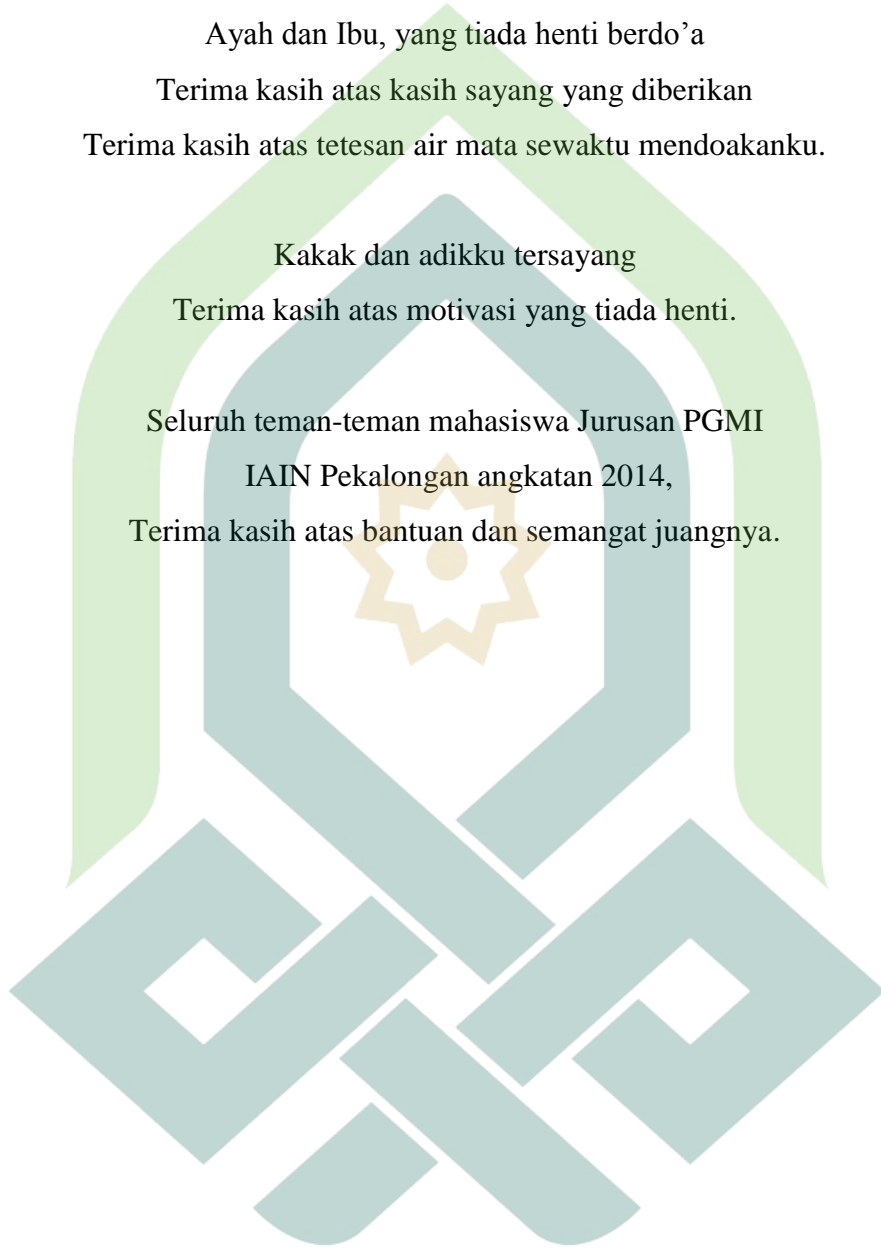 Ayah dan Ibu, yang tiada henti berdo’a
Terima kasih atas kasih sayang yang diberikan
Terima kasih atas tetesan air mata sewaktu mendoakanku.
Kakak dan adikku tersayang
Terima kasih atas motivasi yang tiada henti.
Seluruh teman-teman mahasiswa Jurusan PGMI
IAIN Pekalongan angkatan 2014,
Terima kasih atas bantuan dan semangat juangnya.